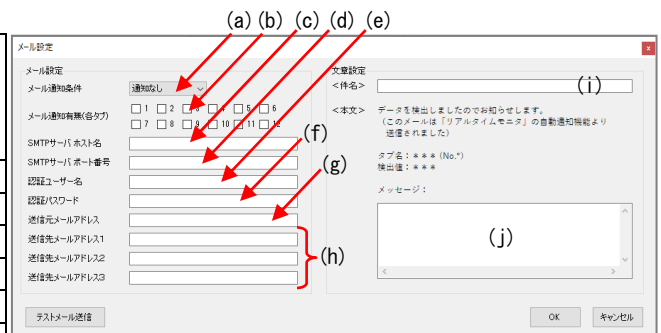 (a) (b) (c) (d) (e)
メール設定
メール設定
メール通知条件 通知なし
メール通知有無(各タブ) 1 2 3 4 5 6
7 8 9 10 11 12
SMTPサーバ ホスト名
SMTPサーバ ポート番号
認証ユーザー名
認証パスワード
送信元メールアドレス
送信先メールアドレス1
送信先メールアドレス2
送信先メールアドレス3
テストメール送信
(f)
(g)
(h)
文章設定
<件名> (i)
<本文> データを検出しましたのでお知らせします。
(このメールは「リアルタイムモニタ」の自動通知機能より
送信されました)
タブ名:*** (No.*)
検出値:***
メッセージ:
(j)
OK キャンセル